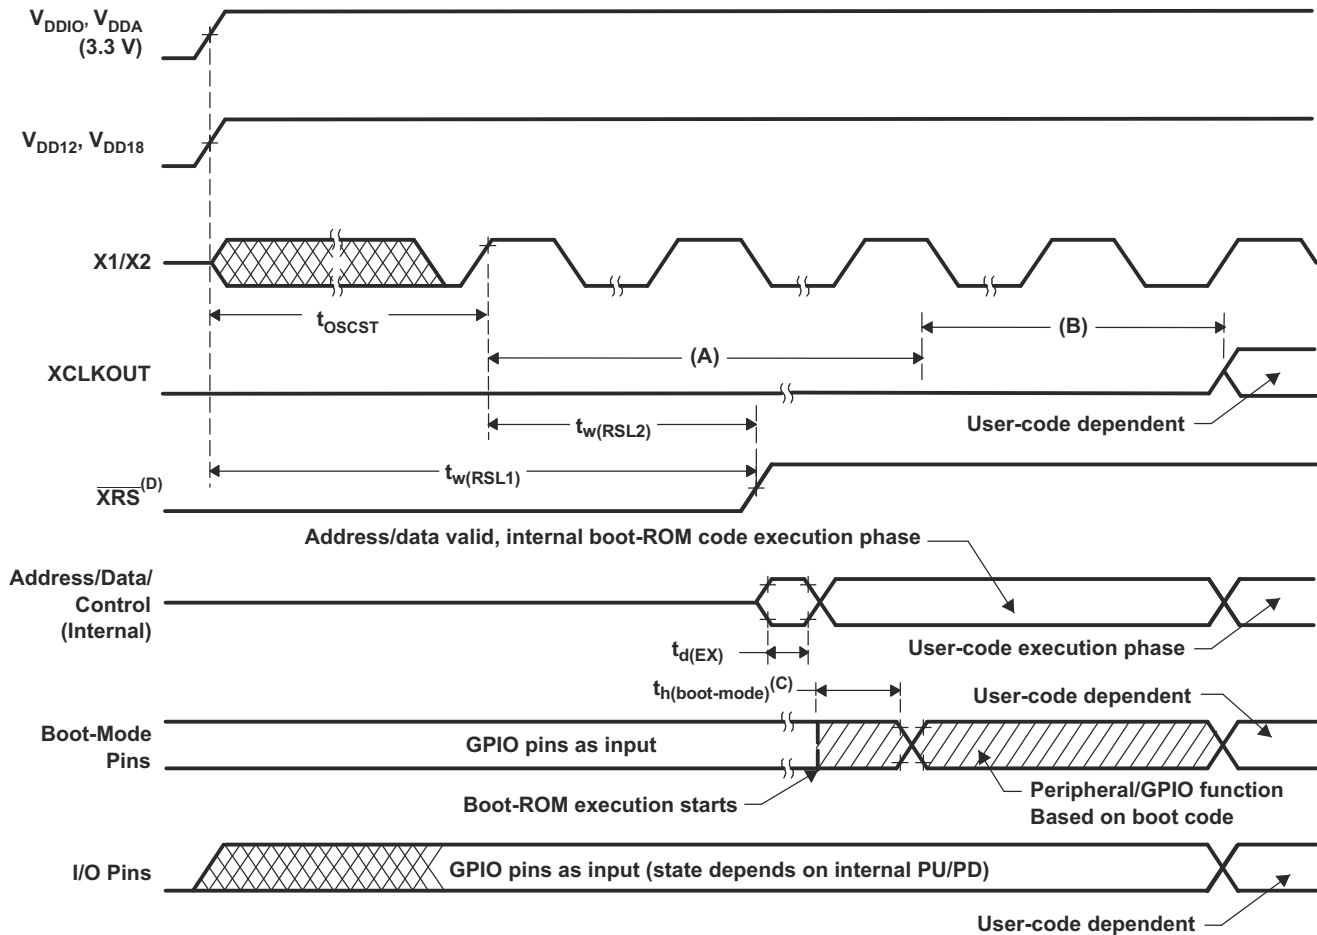 VDDIO, VDDA
(3.3 V)
VDD12, VDD18
X1/X2
tOSCST
(A)
(B)
XCLKOUT
User-code dependent
tw(RSL2)
tw(RSL1)
XRS(D)
Address/data valid, internal boot-ROM code execution phase
Address/Data/
Control
(Internal)
td(EX)
User-code execution phase
th(boot-mode)(C)
User-code dependent
Boot-Mode
Pins
GPIO pins as input
Boot-ROM execution starts
Peripheral/GPIO function
Based on boot code
I/O Pins
GPIO pins as input (state depends on internal PU/PD)
User-code dependent